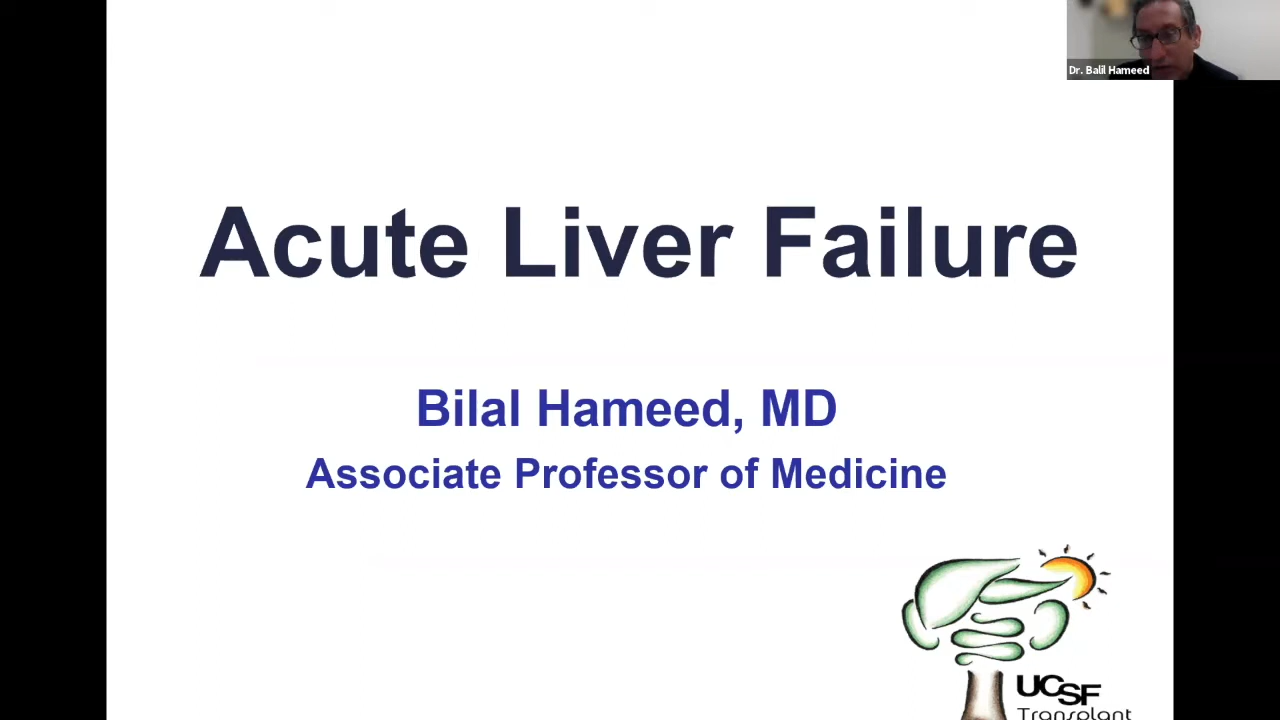 Dr. Balil Hameed
Acute Liver Failure
Bilal Hameed, MD
Associate Professor of Medicine
UCSF
Transplant